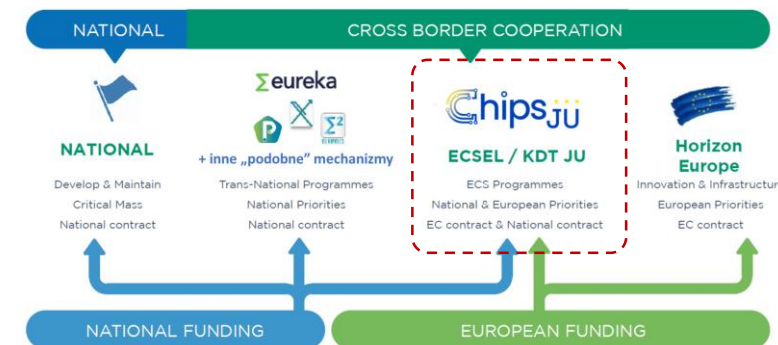 NATIONAL
CROSS BORDER COOPERATION
NATIONAL
Develop & Maintain
Critical Mass
National contract
Σeureka
P X Σ²
+ inne „podobne” mechanizmy
Trans-National Programmes
National Priorities
National contract
ChipsJU
ECSEL / KDT JU
ECS Programmes
National & European Priorities
EC contract & National contract
Horizon
Europe
Innovation & Infrastructur
European Priorities
EC contract
NATIONAL FUNDING
EUROPEAN FUNDING